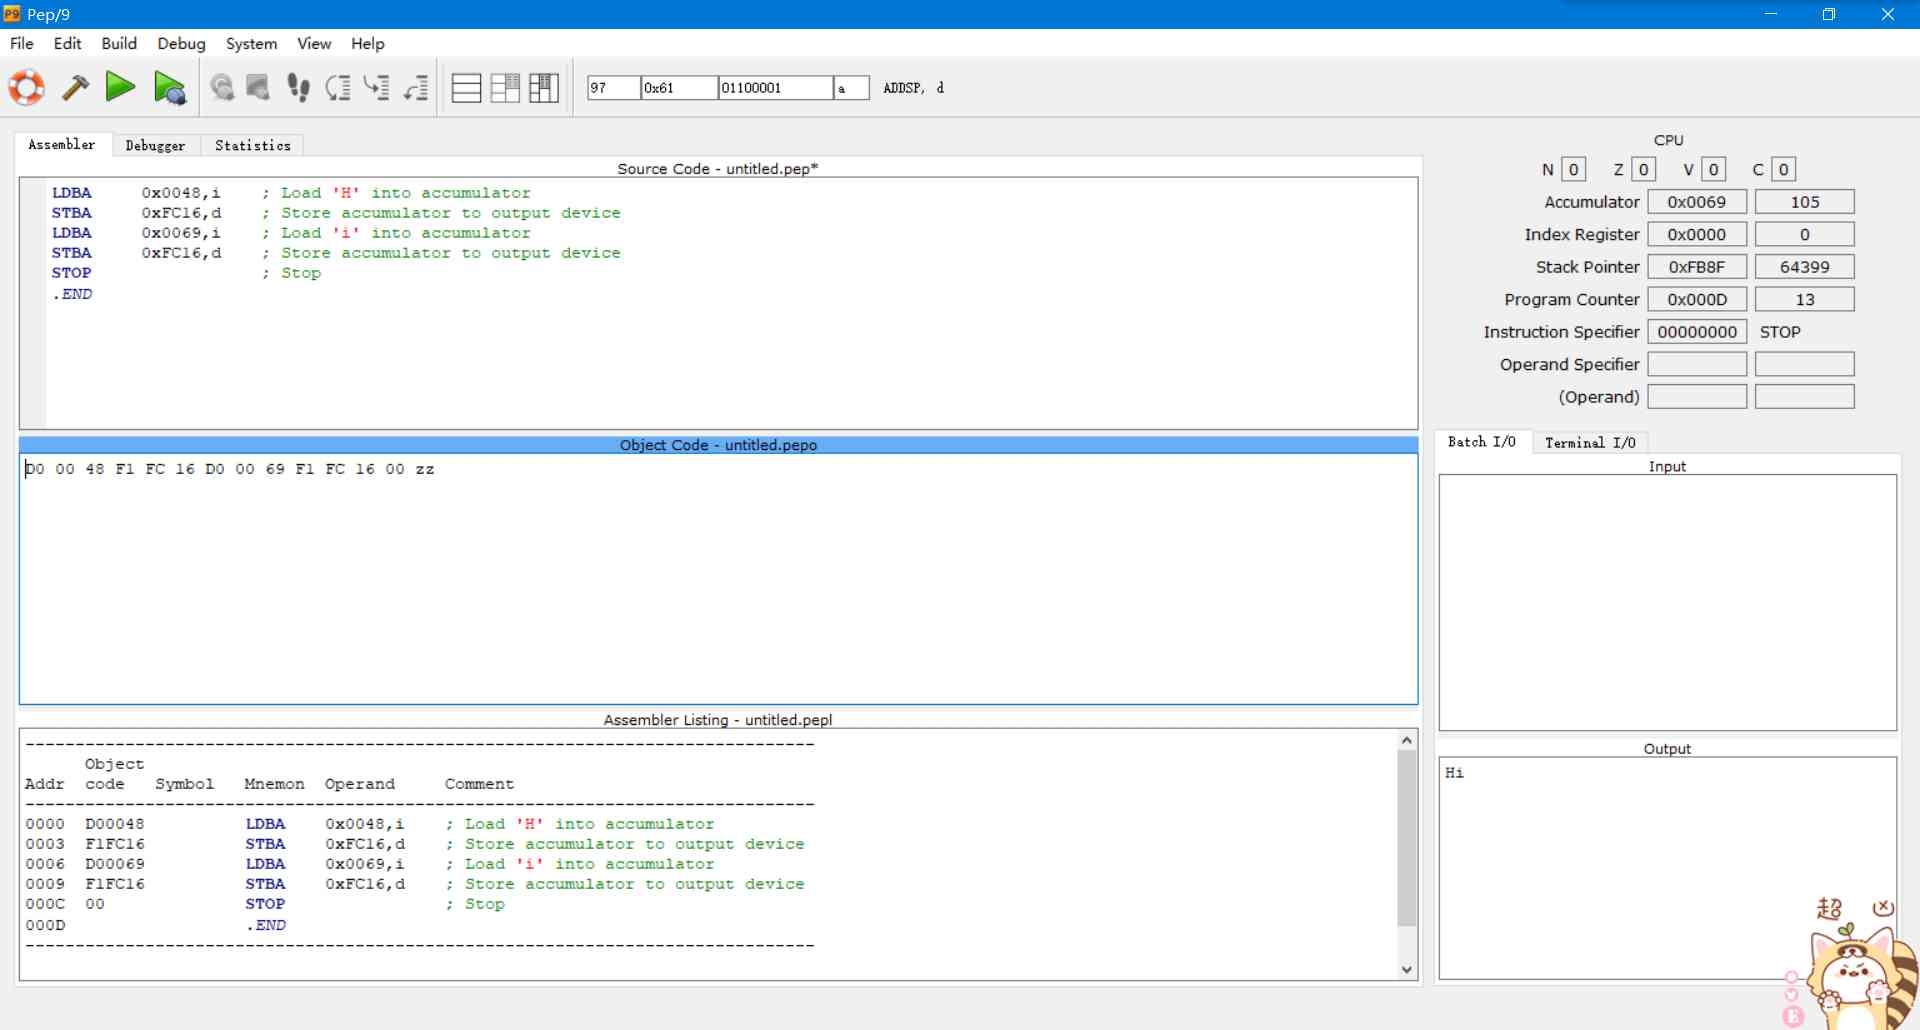 Pep/9
File Edit Build Debug System View Help
97 0x61 01100001 a ADDSP, d
Assembler Debugger Statistics
Source Code - untitled.pep*
LDBA 0x0048,i ; Load 'H' into accumulator
STBA 0xFC16,d ; Store accumulator to output device
LDBA 0x0069,i ; Load 'i' into accumulator
STBA 0xFC16,d ; Store accumulator to output device
STOP ; Stop
.END
Object Code - untitled.pepo
D0 00 48 F1 FC 16 D0 00 69 F1 FC 16 00 zz
Assembler Listing - untitled.pepl
-------------------------------------------------------------------------------
Object
Addr code Symbol Mnemon Operand Comment
-------------------------------------------------------------------------------
0000 D00048 LDBA 0x0048,i ; Load 'H' into accumulator
0003 F1FC16 STBA 0xFC16,d ; Store accumulator to output device
0006 D00069 LDBA 0x0069,i ; Load 'i' into accumulator
0009 F1FC16 STBA 0xFC16,d ; Store accumulator to output device
000C 00 STOP ; Stop
000D .END
-------------------------------------------------------------------------------
CPU
N 0 Z 0 V 0 C 0
Accumulator 0x0069 105
Index Register 0x0000 0
Stack Pointer 0xFB8F 64399
Program Counter 0x000D 13
Instruction Specifier 00000000 STOP
Operand Specifier
(Operand)
Batch I/O Terminal I/O
Input
Output
Hi
超 凶